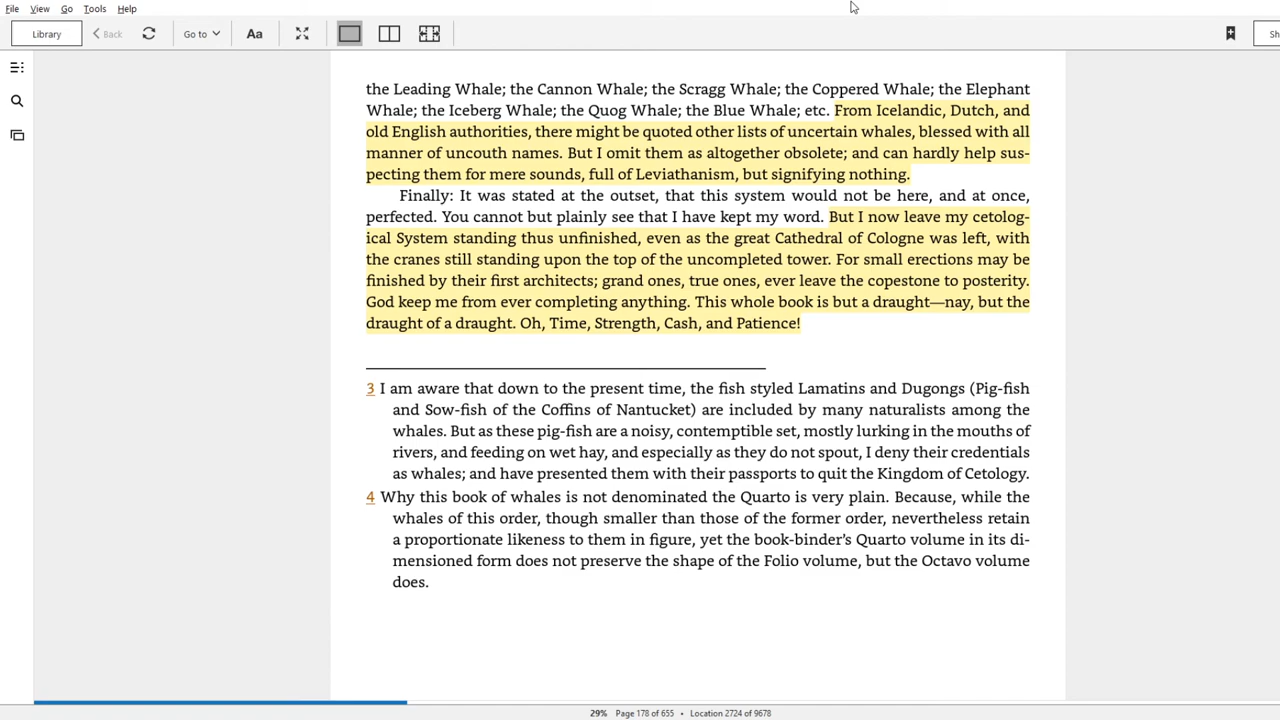 File View Go Tools Help
Library Back Go to Aa Sh
the Leading Whale; the Cannon Whale; the Scragg Whale; the Coppered Whale; the Elephant
Whale; the Iceberg Whale; the Quog Whale; the Blue Whale; etc. From Icelandic, Dutch, and
old English authorities, there might be quoted other lists of uncertain whales, blessed with all
manner of uncouth names. But I omit them as altogether obsolete; and can hardly help sus-
pecting them for mere sounds, full of Leviathanism, but signifying nothing.
Finally: It was stated at the outset, that this system would not be here, and at once,
perfected. You cannot but plainly see that I have kept my word. But I now leave my cetolog-
ical System standing thus unfinished, even as the great Cathedral of Cologne was left, with
the cranes still standing upon the top of the uncompleted tower. For small erections may be
finished by their first architects; grand ones, true ones, ever leave the copestone to posterity.
God keep me from ever completing anything. This whole book is but a draught—nay, but the
draught of a draught. Oh, Time, Strength, Cash, and Patience!
3 I am aware that down to the present time, the fish styled Lamatins and Dugongs (Pig-fish
and Sow-fish of the Coffins of Nantucket) are included by many naturalists among the
whales. But as these pig-fish are a noisy, contemptible set, mostly lurking in the mouths of
rivers, and feeding on wet hay, and especially as they do not spout, I deny their credentials
as whales; and have presented them with their passports to quit the Kingdom of Cetology.
4 Why this book of whales is not denominated the Quarto is very plain. Because, while the
whales of this order, though smaller than those of the former order, nevertheless retain
a proportionate likeness to them in figure, yet the book-binder's Quarto volume in its di-
mensioned form does not preserve the shape of the Folio volume, but the Octavo volume
does.
29% Page 178 of 655 • Location 2724 of 9678